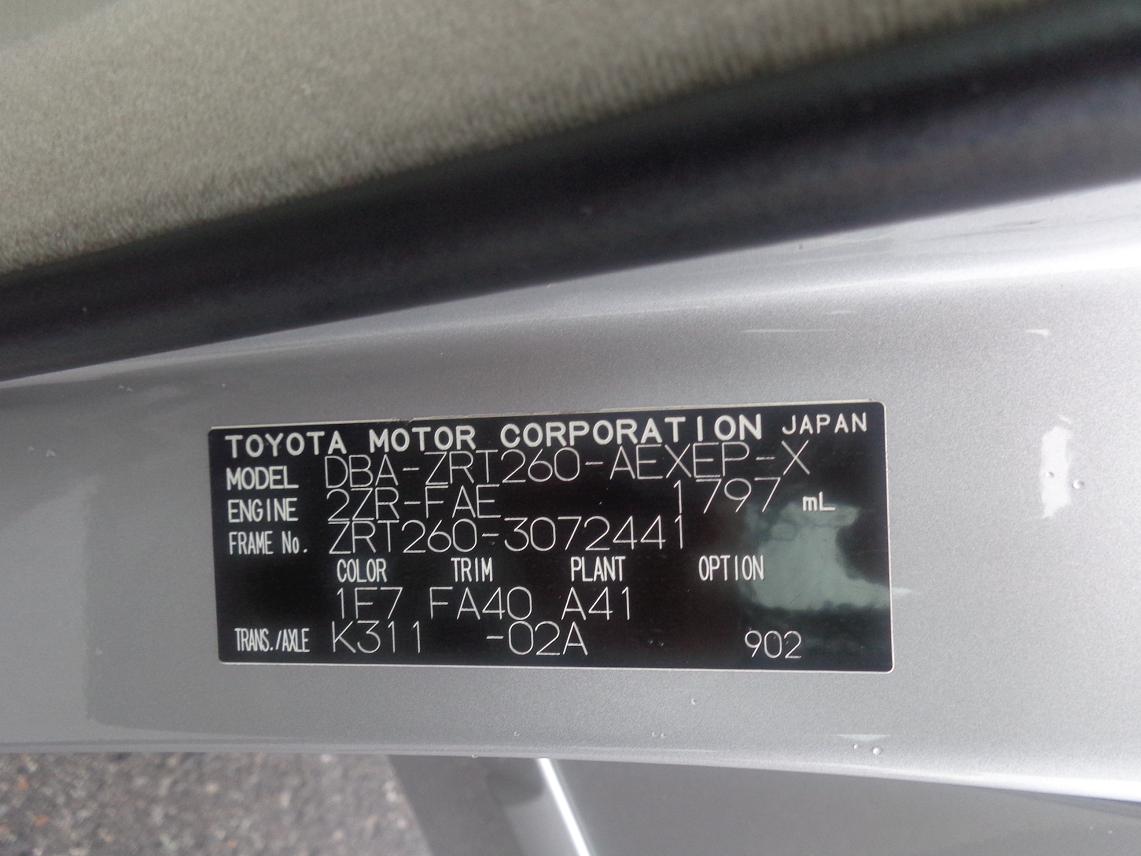 TOYOTA MOTOR CORPORATION JAPAN
MODEL DBA-ZRT260-AEXEP-X
ENGINE 2ZR-FAE 1797 mL
FRAME No. ZRT260-3072441
COLOR TRIM PLANT OPTION
1E7 FA40 A41
TRANS./AXLE K311 -02A 902